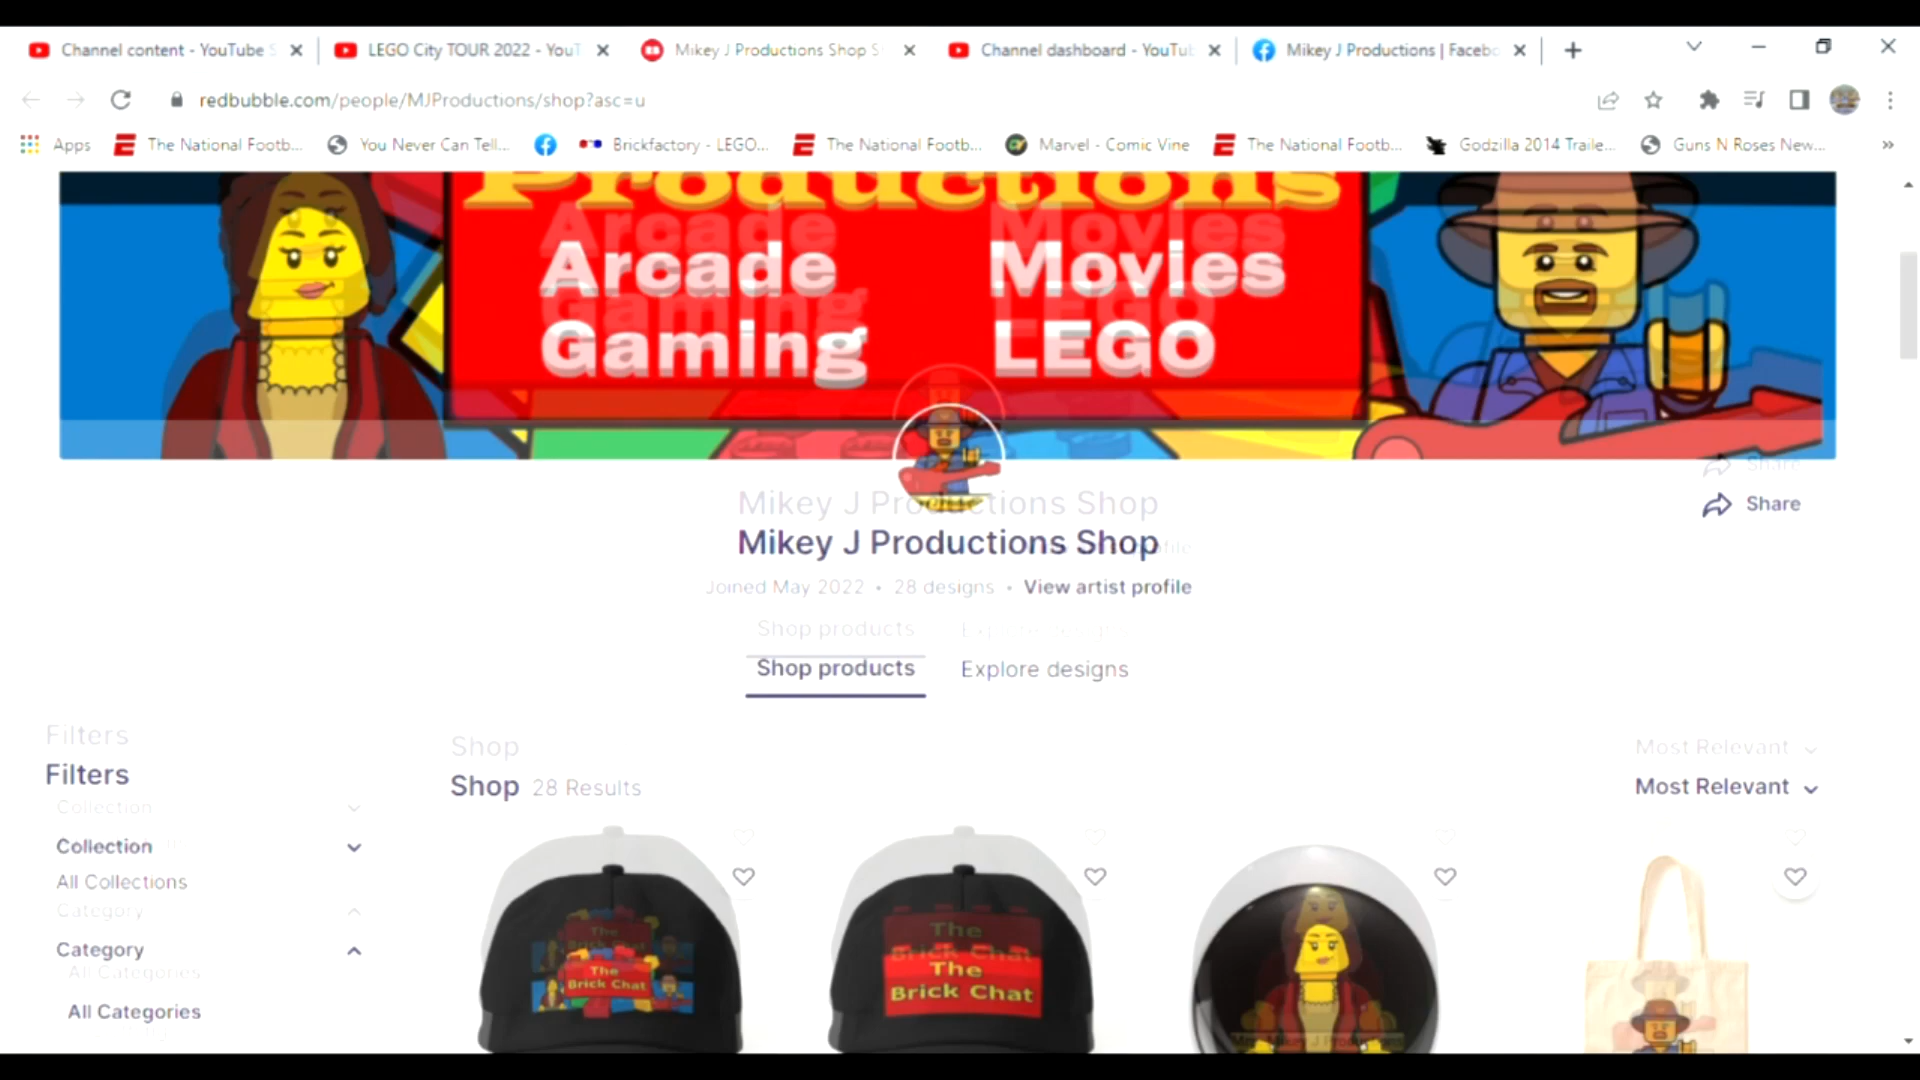 Channel content - YouTube S
LEGO City TOUR 2022 - YouT
Mikey J Productions Shop S
Channel dashboard - YouTub
Mikey J Productions | Facebo
redbubble.com/people/MJProductions/shop?asc=u
Apps
The National Footb...
You Never Can Tell...
Brickfactory - LEGO...
The National Footb...
Marvel - Comic Vine
The National Footb...
Godzilla 2014 Traile...
Guns N Roses New...
Productions
Arcade Movies
Gaming LEGO
Share
Mikey J Productions Shop
Joined May 2022 • 28 designs • View artist profile
Shop products Explore designs
Filters
Shop 28 Results
Most Relevant
Collection
All Collections
Category
All Categories
The
Brick Chat
The
Brick Chat